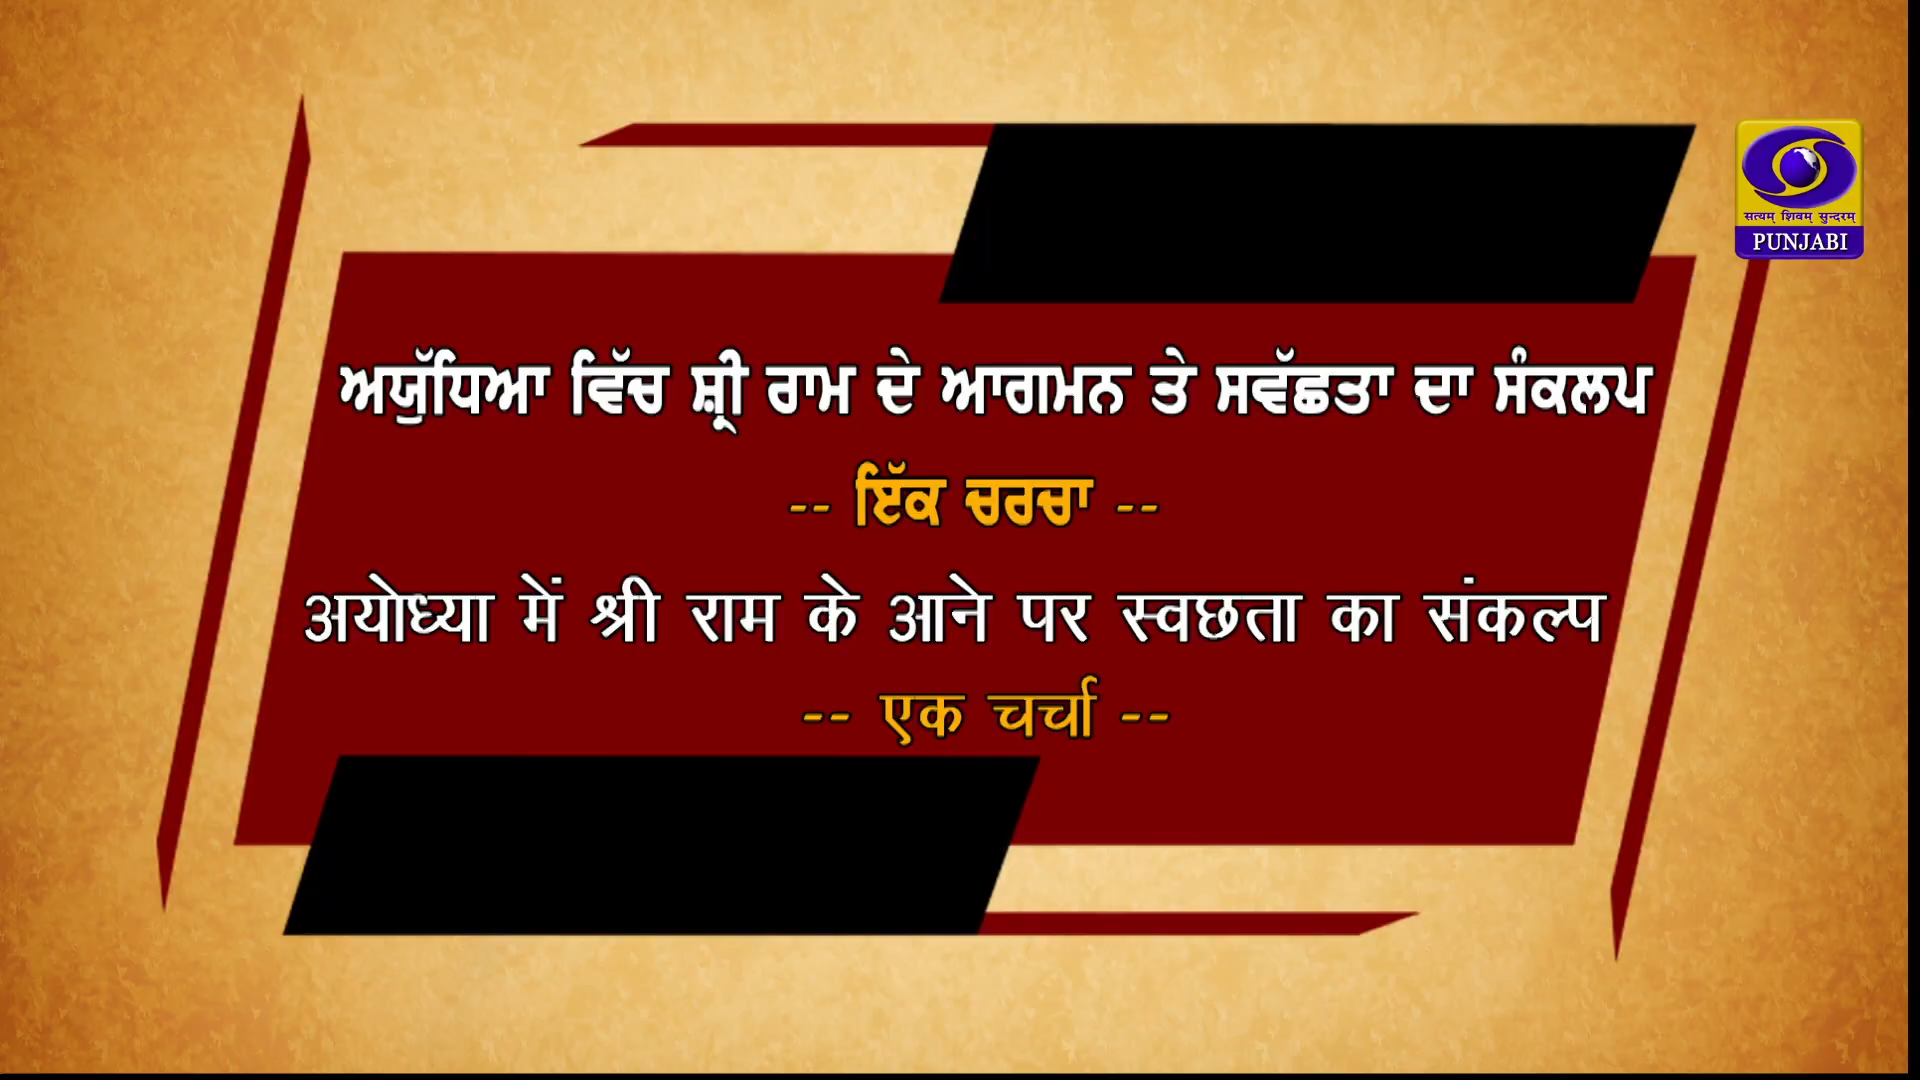 सत्यम् शिवम् सुन्दरम्
PUNJABI
ਅਯੁੱਧਿਆ ਵਿੱਚ ਸ਼੍ਰੀ ਰਾਮ ਦੇ ਆਗਮਨ ਤੇ ਸਵੱਛਤਾ ਦਾ ਸੰਕਲਪ
-- ਇੱਕ ਚਰਚਾ --
अयोध्या में श्री राम के आने पर स्वछता का संकल्प
-- एक चर्चा --